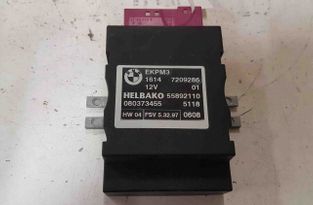 EKPM3
1614 7209286
12V 01
HELBAKO 55892110
080373455 5118
HW 04 FSV 5.32.97 0608